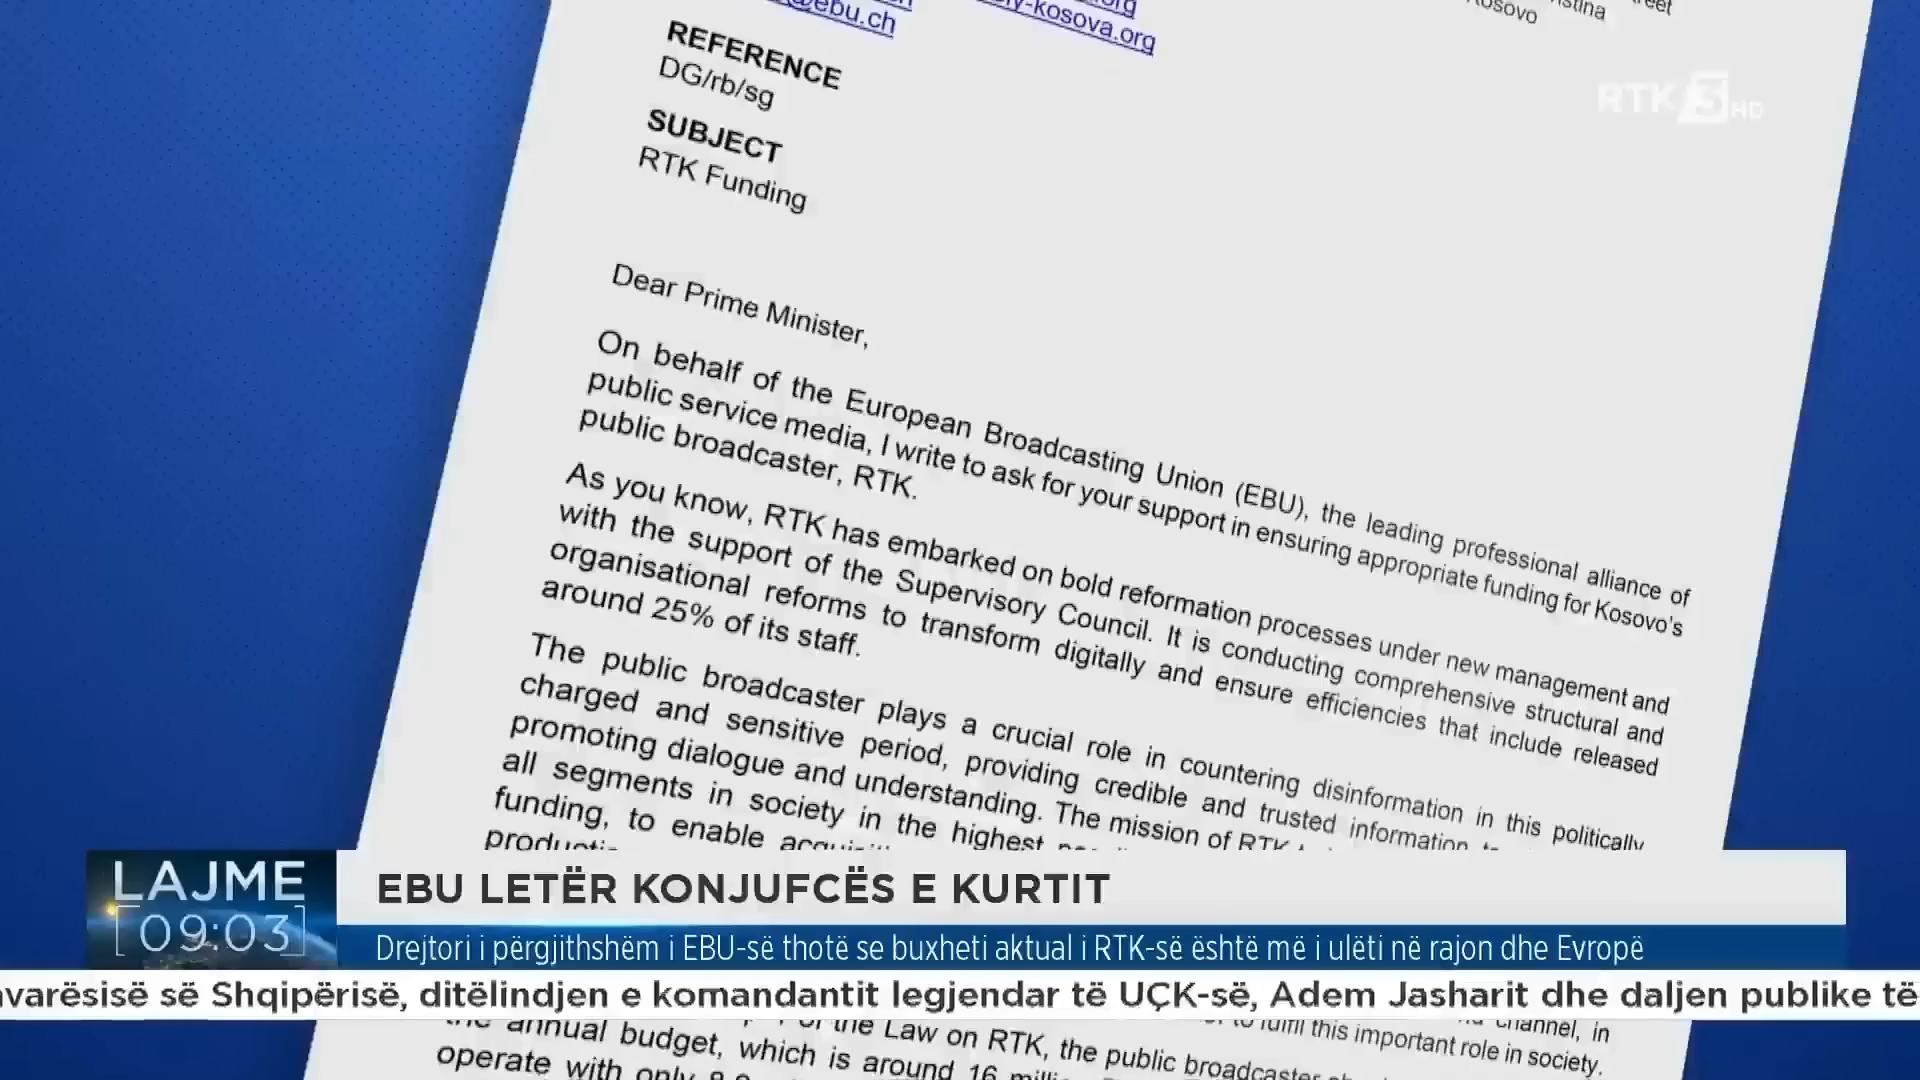 @ebu.ch
-kosova.org
Kosovo
REFERENCE
DG/rb/sg
SUBJECT
RTK Funding
RTK 3 HD
Dear Prime Minister,
On behalf of the European Broadcasting Union (EBU), the leading professional alliance of
public service media, I write to ask for your support in ensuring appropriate funding for Kosovo's
public broadcaster, RTK.
As you know, RTK has embarked on bold reformation processes under new management and
with the support of the Supervisory Council. It is conducting comprehensive structural and
organisational reforms to transform digitally and ensure efficiencies that include released
around 25% of its staff.
The public broadcaster plays a crucial role in countering disinformation in this politically
charged and sensitive period, providing credible and trusted information
promoting dialogue and understanding. The mission of RTK
all segments in society in the highest
funding, to enable
LAJME
[09:03]
EBU LETËR KONJUFCËS E KURTIT
Drejtori i përgjithshëm i EBU-së thotë se buxheti aktual i RTK-së është më i ulëti në rajon dhe Evropë
varësisë së Shqipërisë, ditëlindjen e komandantit legjendar të UÇK-së, Adem Jasharit dhe daljen publike të
channel, in
to fulfil this important role in society.
the Law on RTK, the public broadcaster
annual budget, which is around 16
operate with only